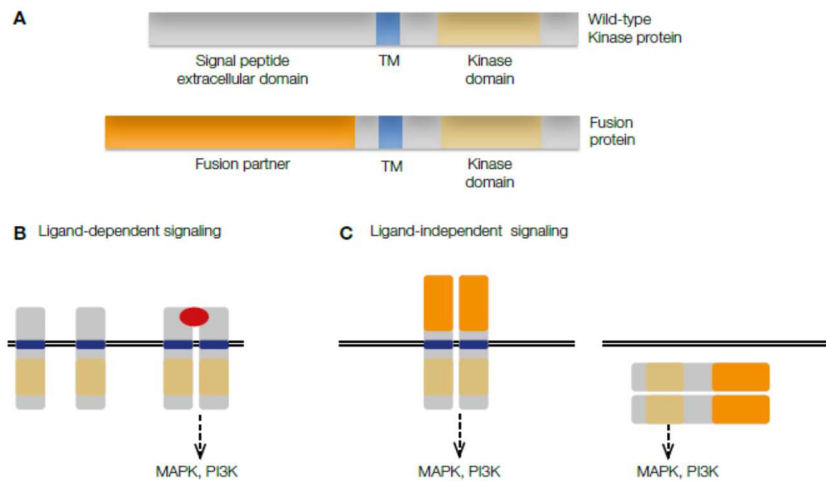 A
Wild-type
Kinase protein
Signal peptide
extracellular domain
TM
Kinase
domain
Fusion
protein
Fusion partner
TM
Kinase
domain
B Ligand-dependent signaling
C Ligand-independent signaling
MAPK, PI3K
MAPK, PI3K
MAPK, PI3K